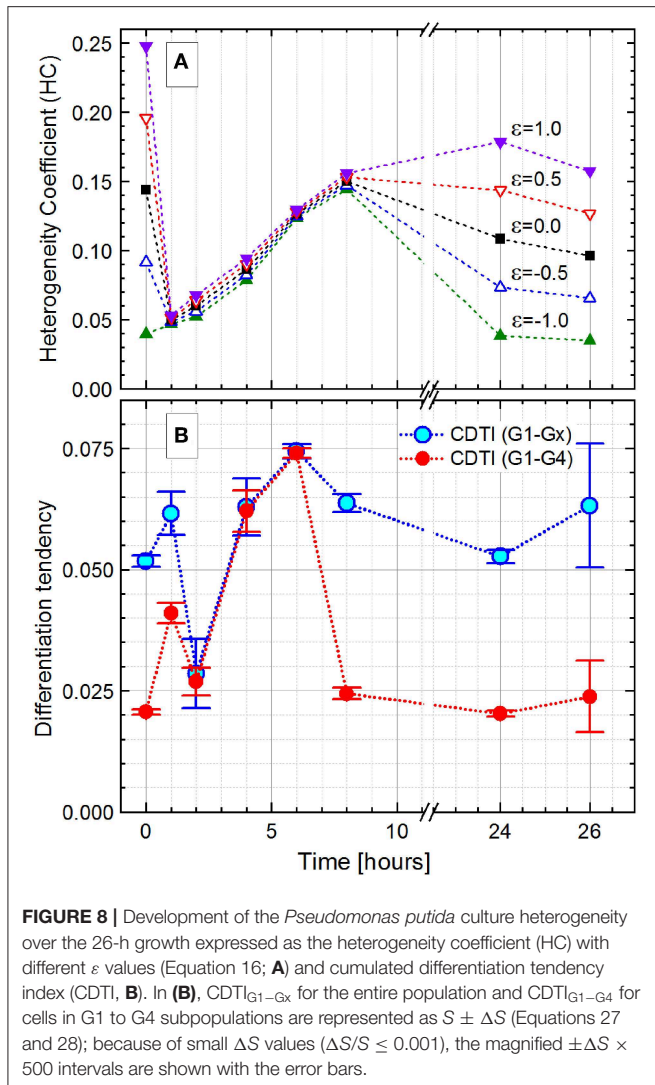 A
Heterogeneity Coefficient (HC)
0.25
0.20
0.15
0.10
0.05
0.00
ε=1.0
ε=0.5
ε=0.0
ε=-0.5
ε=-1.0
B
CDTI (G1-Gx)
CDTI (G1-G4)
Differentiation tendency
0.075
0.050
0.025
0.000
0 5 10 24 26
Time [hours]
FIGURE 8 | Development of the Pseudomonas putida culture heterogeneity
over the 26-h growth expressed as the heterogeneity coefficient (HC) with
different ε values (Equation 16; A) and cumulated differentiation tendency
index (CDTI, B). In (B), CDTIG1−Gx for the entire population and CDTIG1−G4 for
cells in G1 to G4 subpopulations are represented as S ± ΔS (Equations 27
and 28); because of small ΔS values (ΔS/S ≤ 0.001), the magnified ±ΔS ×
500 intervals are shown with the error bars.